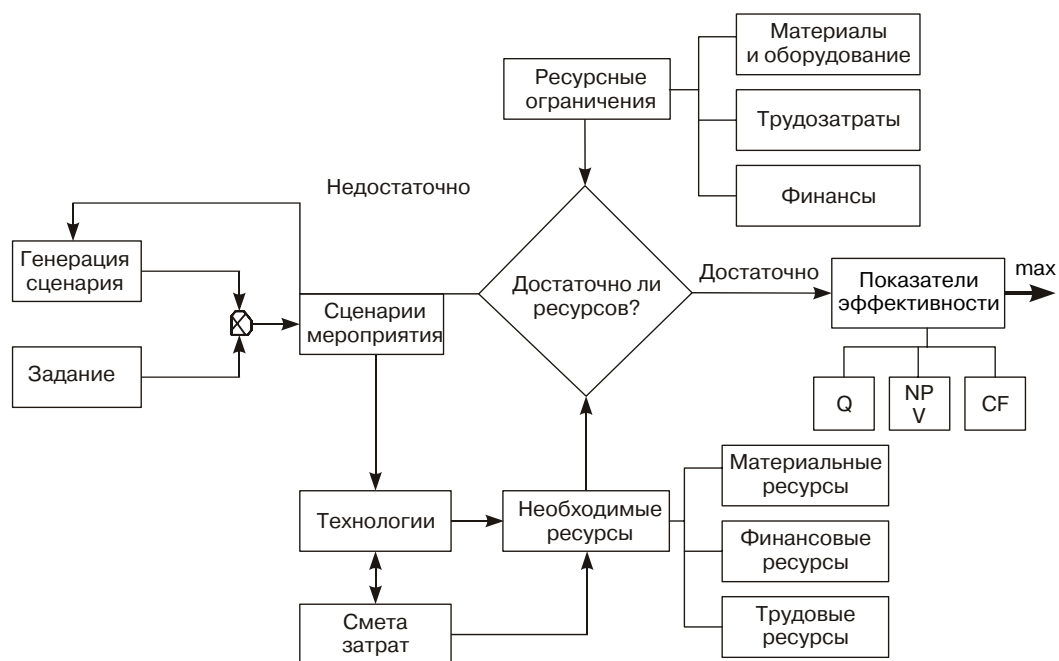 Материалы
и оборудование
Ресурсные
ограничения
Трудозатраты
Финансы
Недостаточно
Генерация
сценария
Достаточно ли
ресурсов?
Достаточно
Показатели
эффективности
max
Сценарии
мероприятия
Задание
Q
NP
V
CF
Материальные
ресурсы
Технологии
Необходимые
ресурсы
Финансовые
ресурсы
Смета
затрат
Трудовые
ресурсы